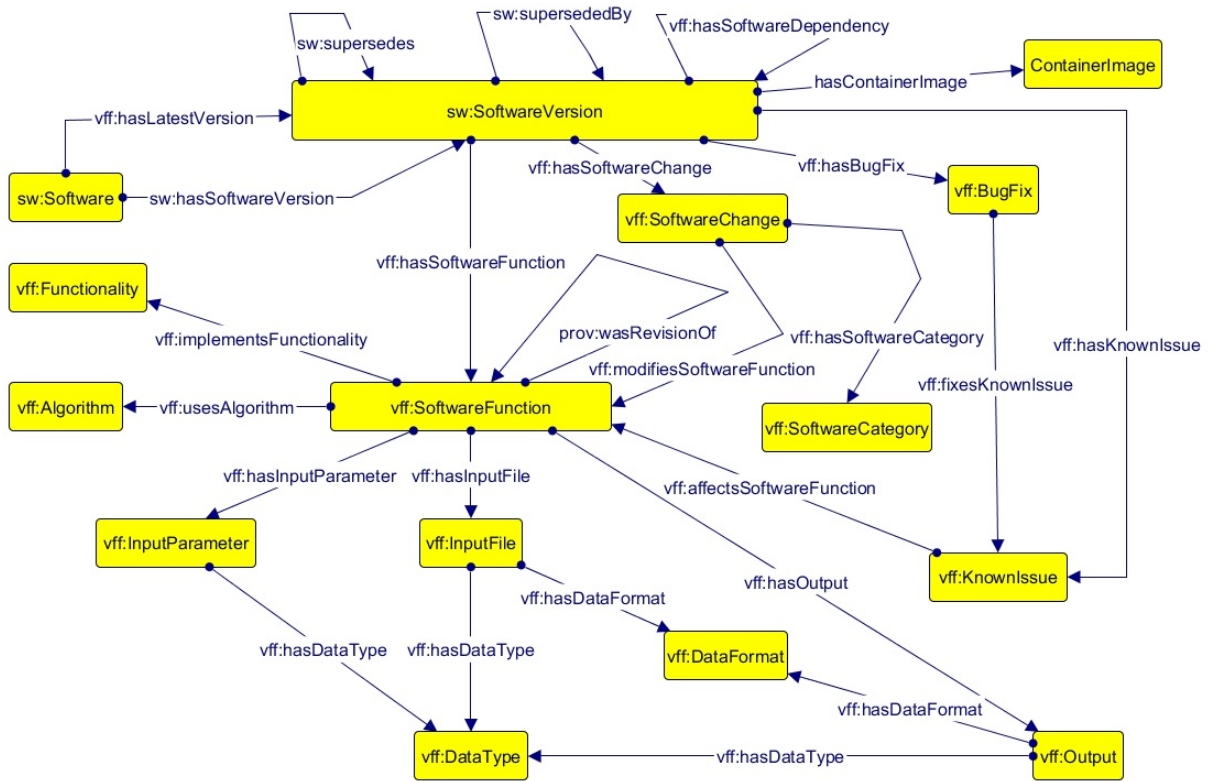 sw:supersededBy
vff:hasSoftwareDependency
sw:supersedes
ContainerImage
hasContainerImage
sw:SoftwareVersion
vff:hasLatestVersion
vff:hasSoftwareChange
vff:hasBugFix
sw:Software
sw:hasSoftwareVersion
vff:BugFix
vff:SoftwareChange
vff:hasSoftwareFunction
vff:Functionality
prov:wasRevisionOf
vff:implementsFunctionality
vff:hasSoftwareCategory
vff:hasKnownIssue
vff:modifiesSoftwareFunction
vff:fixesKnownIssue
vff:Algorithm
vff:usesAlgorithm
vff:SoftwareFunction
vff:SoftwareCategory
vff:hasInputParameter
vff:hasInputFile
vff:affectsSoftwareFunction
vff:InputParameter
vff:InputFile
vff:KnownIssue
vff:hasOutput
vff:hasDataFormat
vff:hasDataType
vff:hasDataType
vff:DataFormat
vff:hasDataFormat
vff:DataType
vff:hasDataType
vff:Output